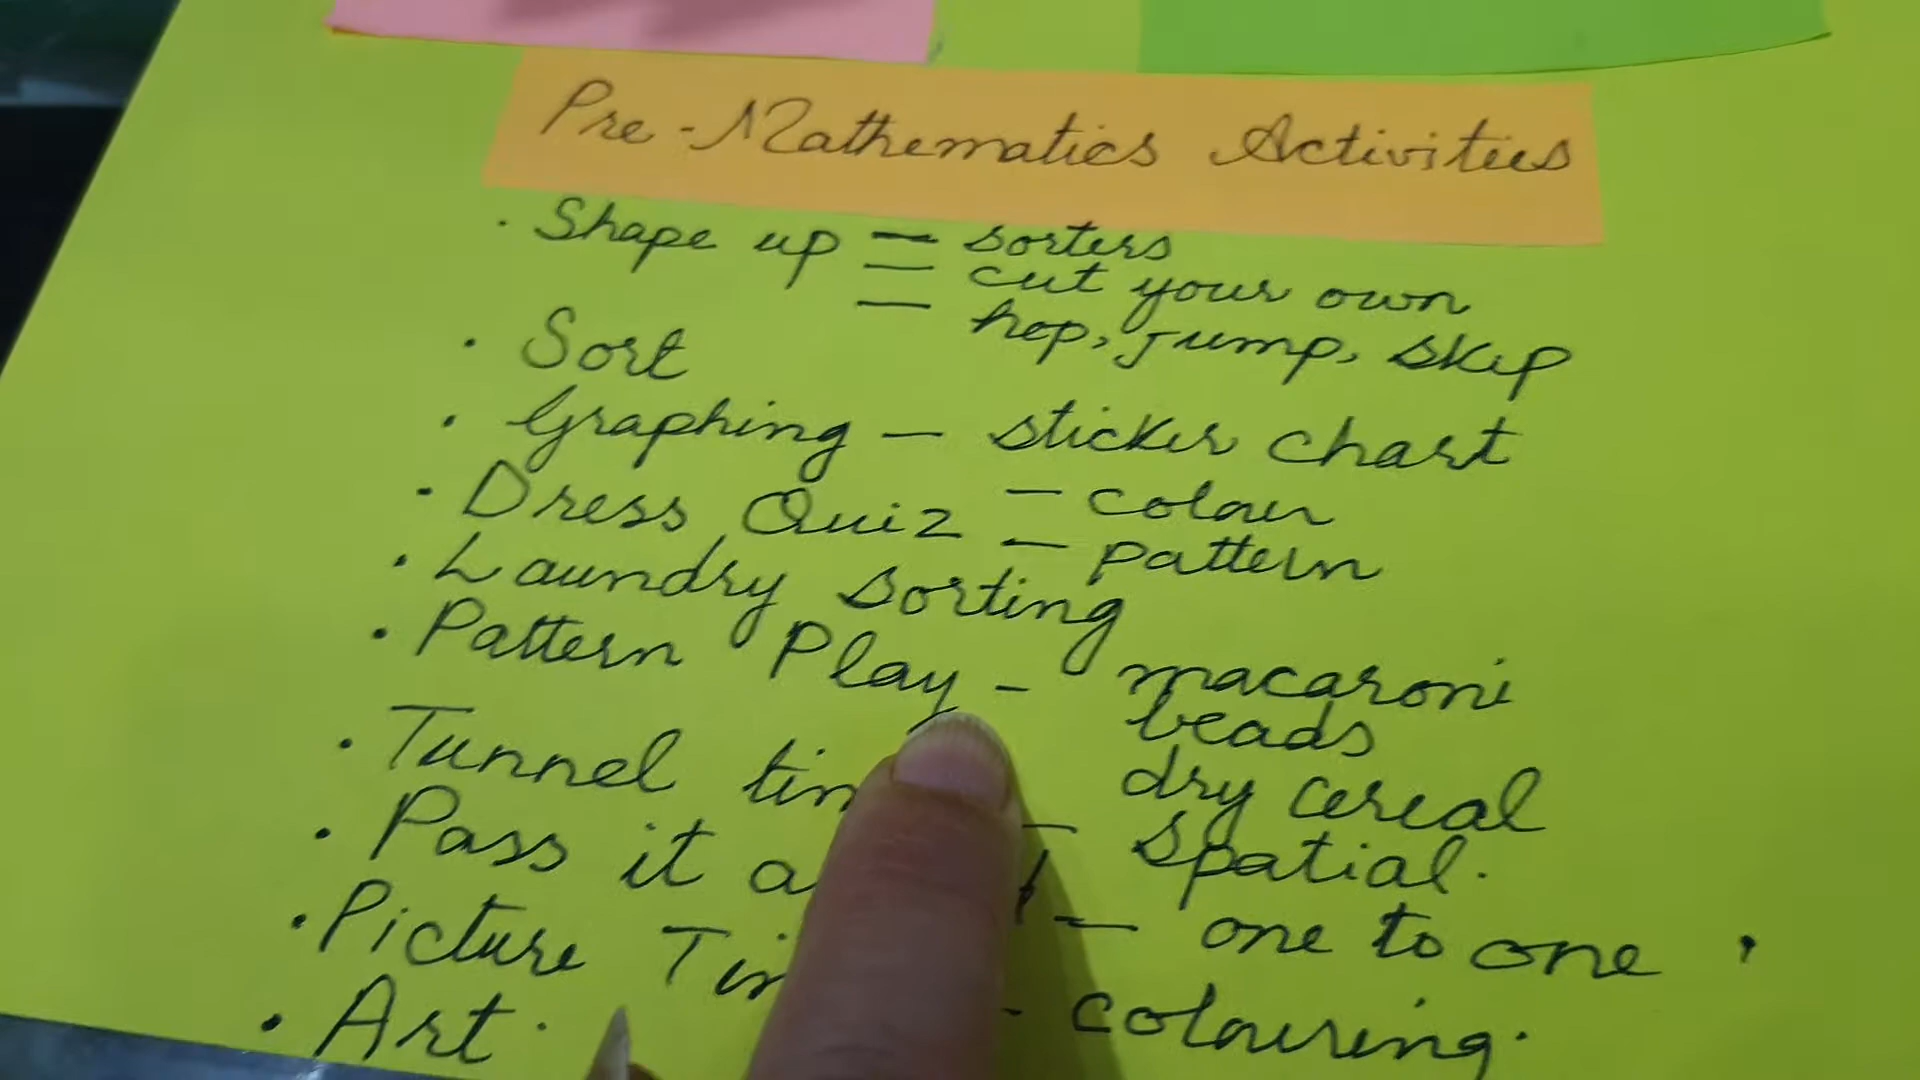 Pre-Mathematics Activities
· Shape up — sorters
— cut your own
— hop, jump, skip
· Sort
· Graphing — sticker chart
· Dress Quiz — colour
— pattern
· Laundry sorting
· Pattern Play - macaroni
beads
dry cereal
· Tunnel — spatial.
· Pass it — one to one
· Picture - colouring.
· Art.